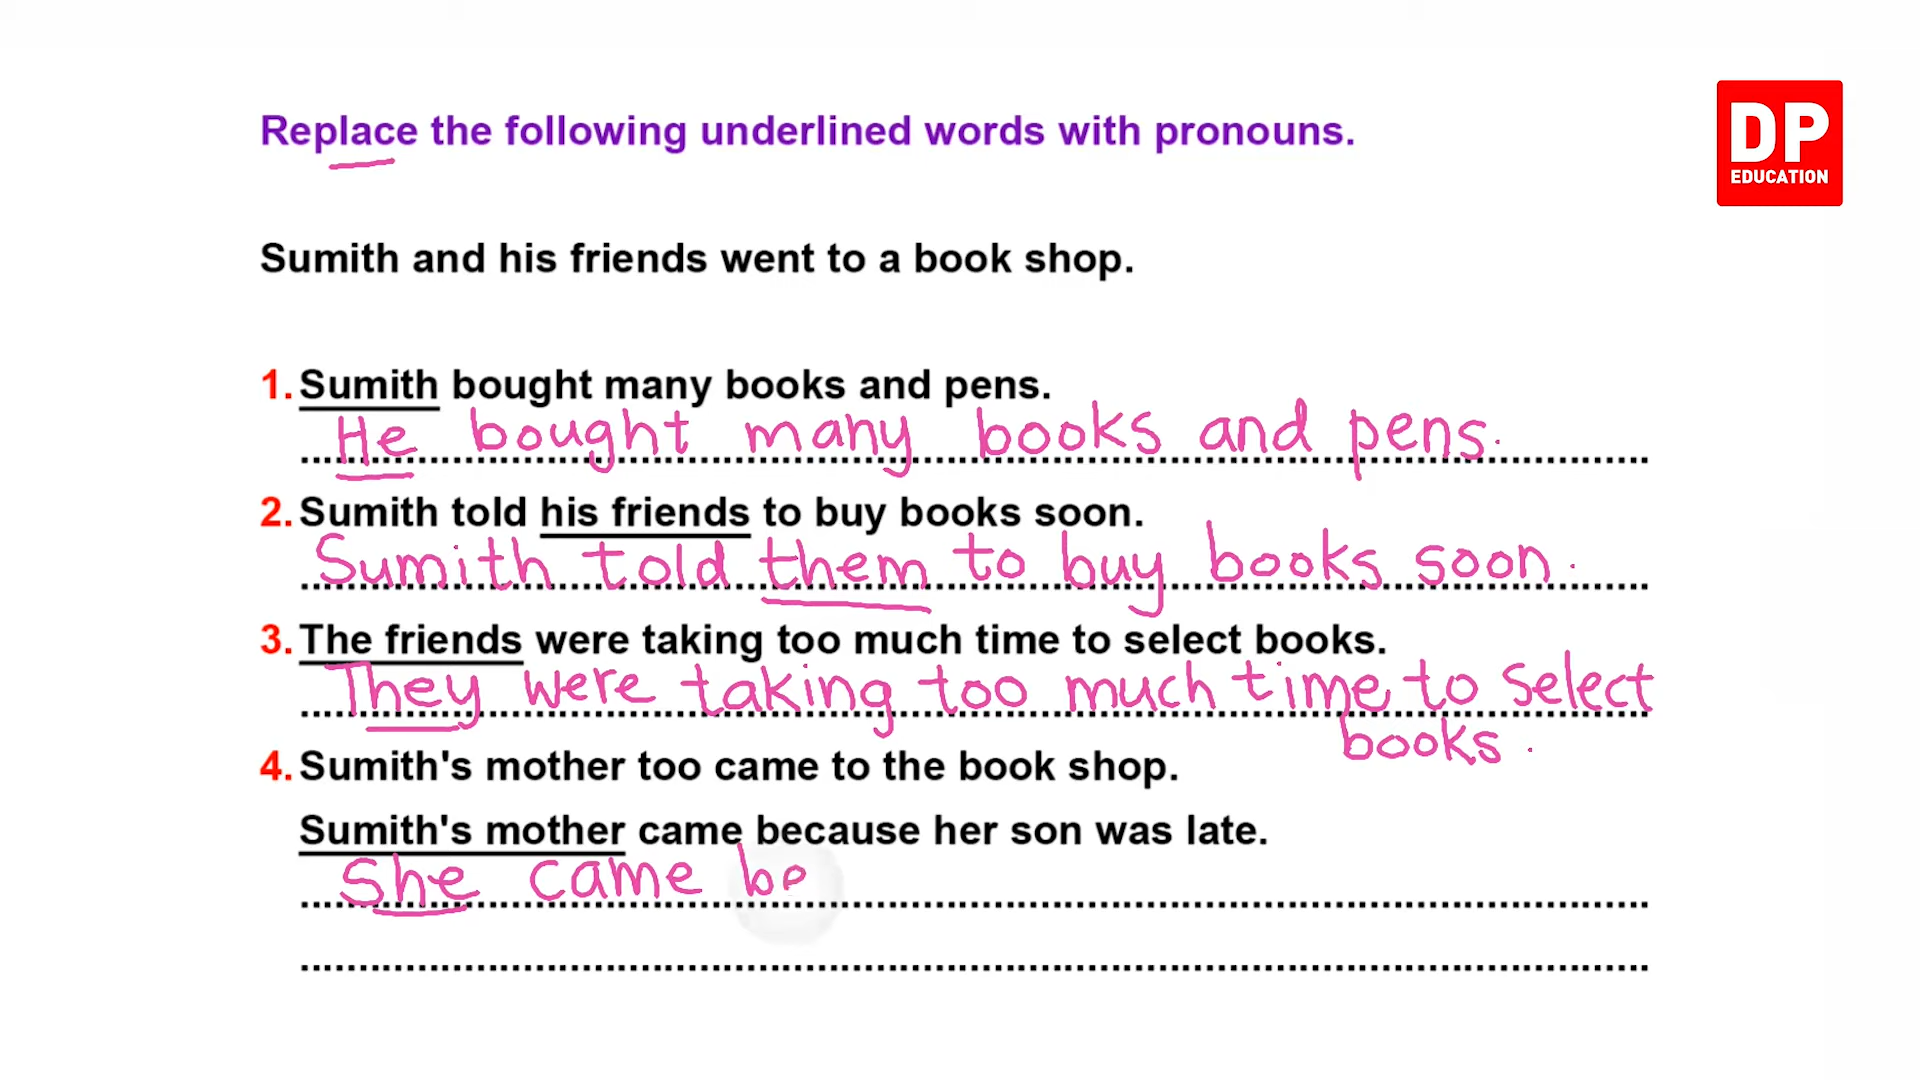 Replace the following underlined words with pronouns.
DP
EDUCATION
Sumith and his friends went to a book shop.
1. Sumith bought many books and pens.
He bought many books and pens.
2. Sumith told his friends to buy books soon.
Sumith told them to buy books soon.
3. The friends were taking too much time to select books.
They were taking too much time to select
books.
4. Sumith's mother too came to the book shop.
Sumith's mother came because her son was late.
She came be